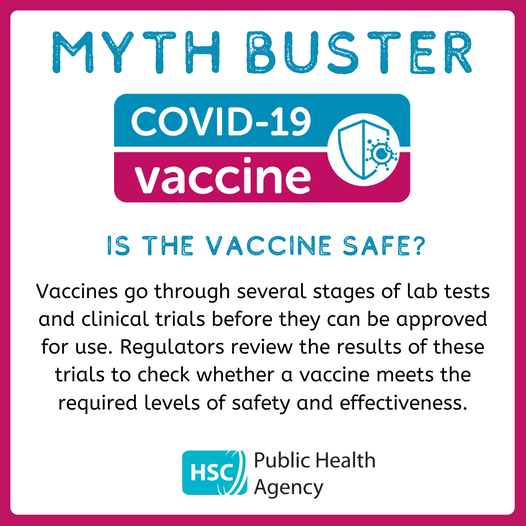 MYTH BUSTER
COVID-19
vaccine
IS THE VACCINE SAFE?
Vaccines go through several stages of lab tests
and clinical trials before they can be approved
for use. Regulators review the results of these
trials to check whether a vaccine meets the
required levels of safety and effectiveness.
HSC Public Health
Agency